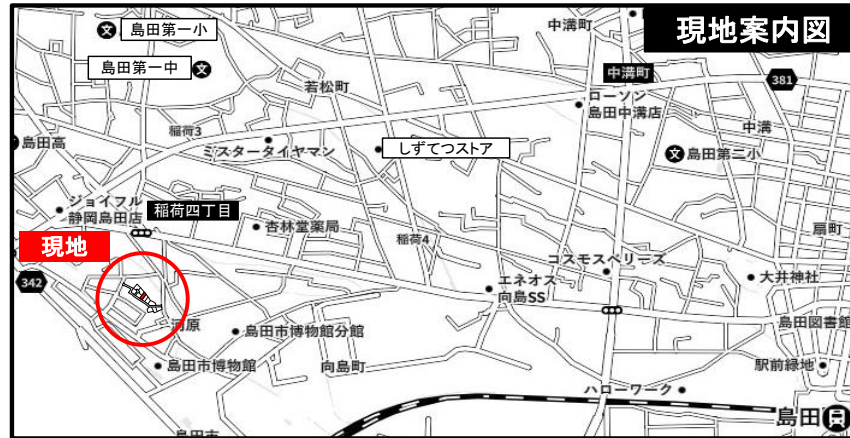 現地案内図
島田第一小
島田第一中
中溝町
中溝町
381
若松町
ローソン
島田中溝店
中溝
稲荷3
島田高
ミスタータイヤマン
しずてつストア
島田第二小
ジョイフル
静岡島田店
稲荷四丁目
杏林堂薬局
稲荷4
扇町
現地
コスモスベリーズ
342
エネオス
向島SS
大井神社
河原
島田市博物館分館
島田図書館
島田市博物館
向島町
駅前緑地
ハローワーク
島田
島田市